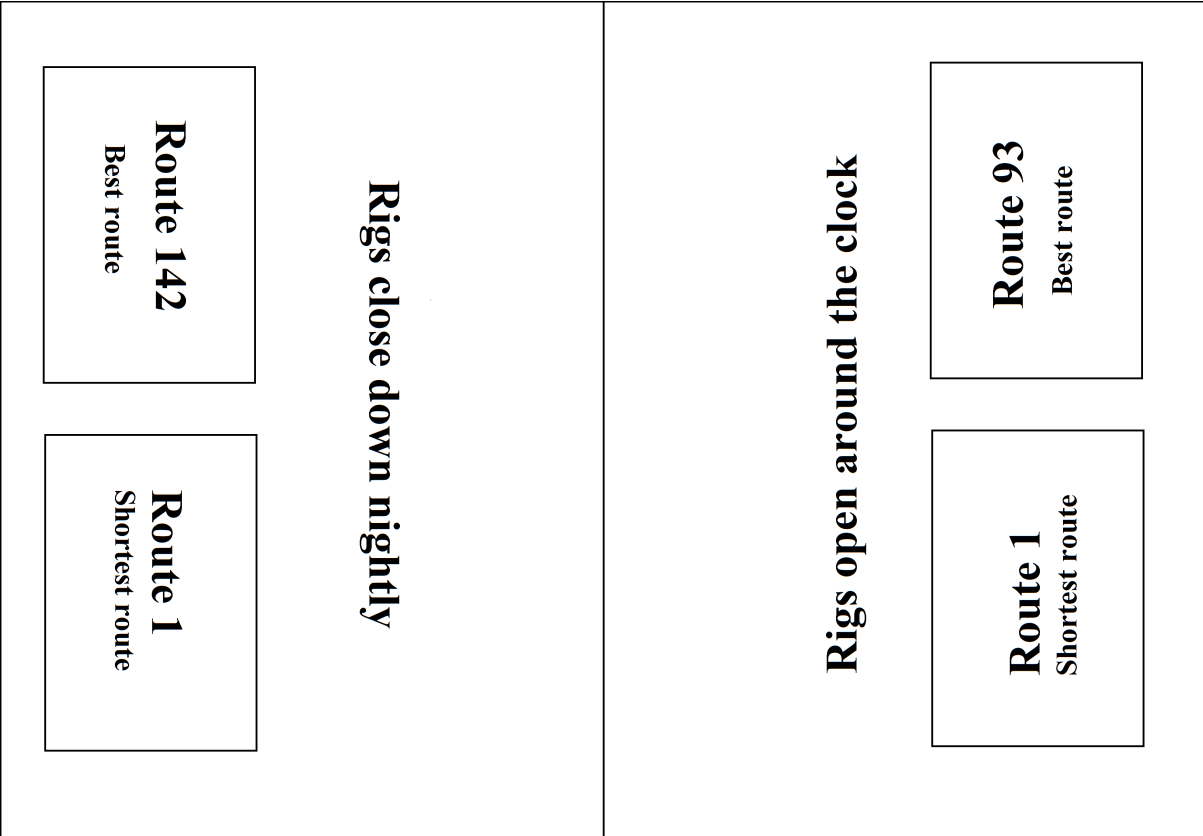 Rigs close down nightly
Route 142
Best route
Route 1
Shortest route
Rigs open around the clock
Route 1
Shortest route
Route 93
Best route